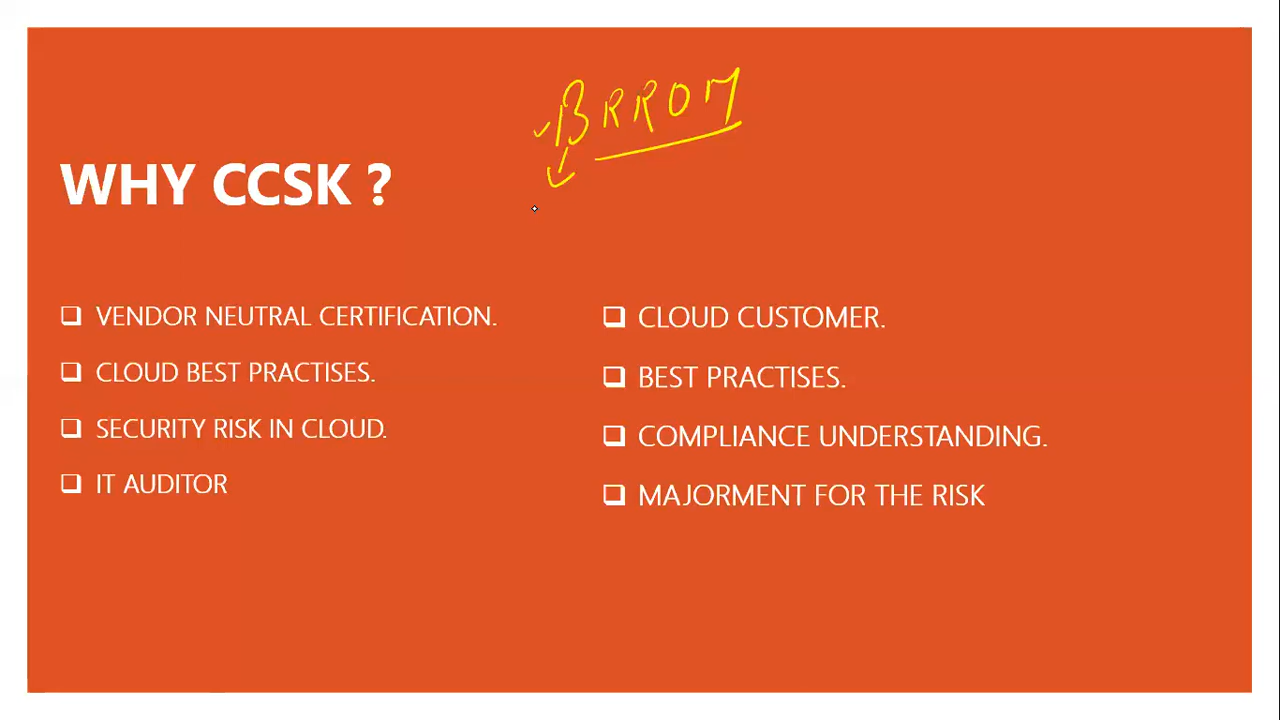 BRROM
WHY CCSK ?
VENDOR NEUTRAL CERTIFICATION.
CLOUD BEST PRACTISES.
SECURITY RISK IN CLOUD.
IT AUDITOR
CLOUD CUSTOMER.
BEST PRACTISES.
COMPLIANCE UNDERSTANDING.
MAJORMENT FOR THE RISK